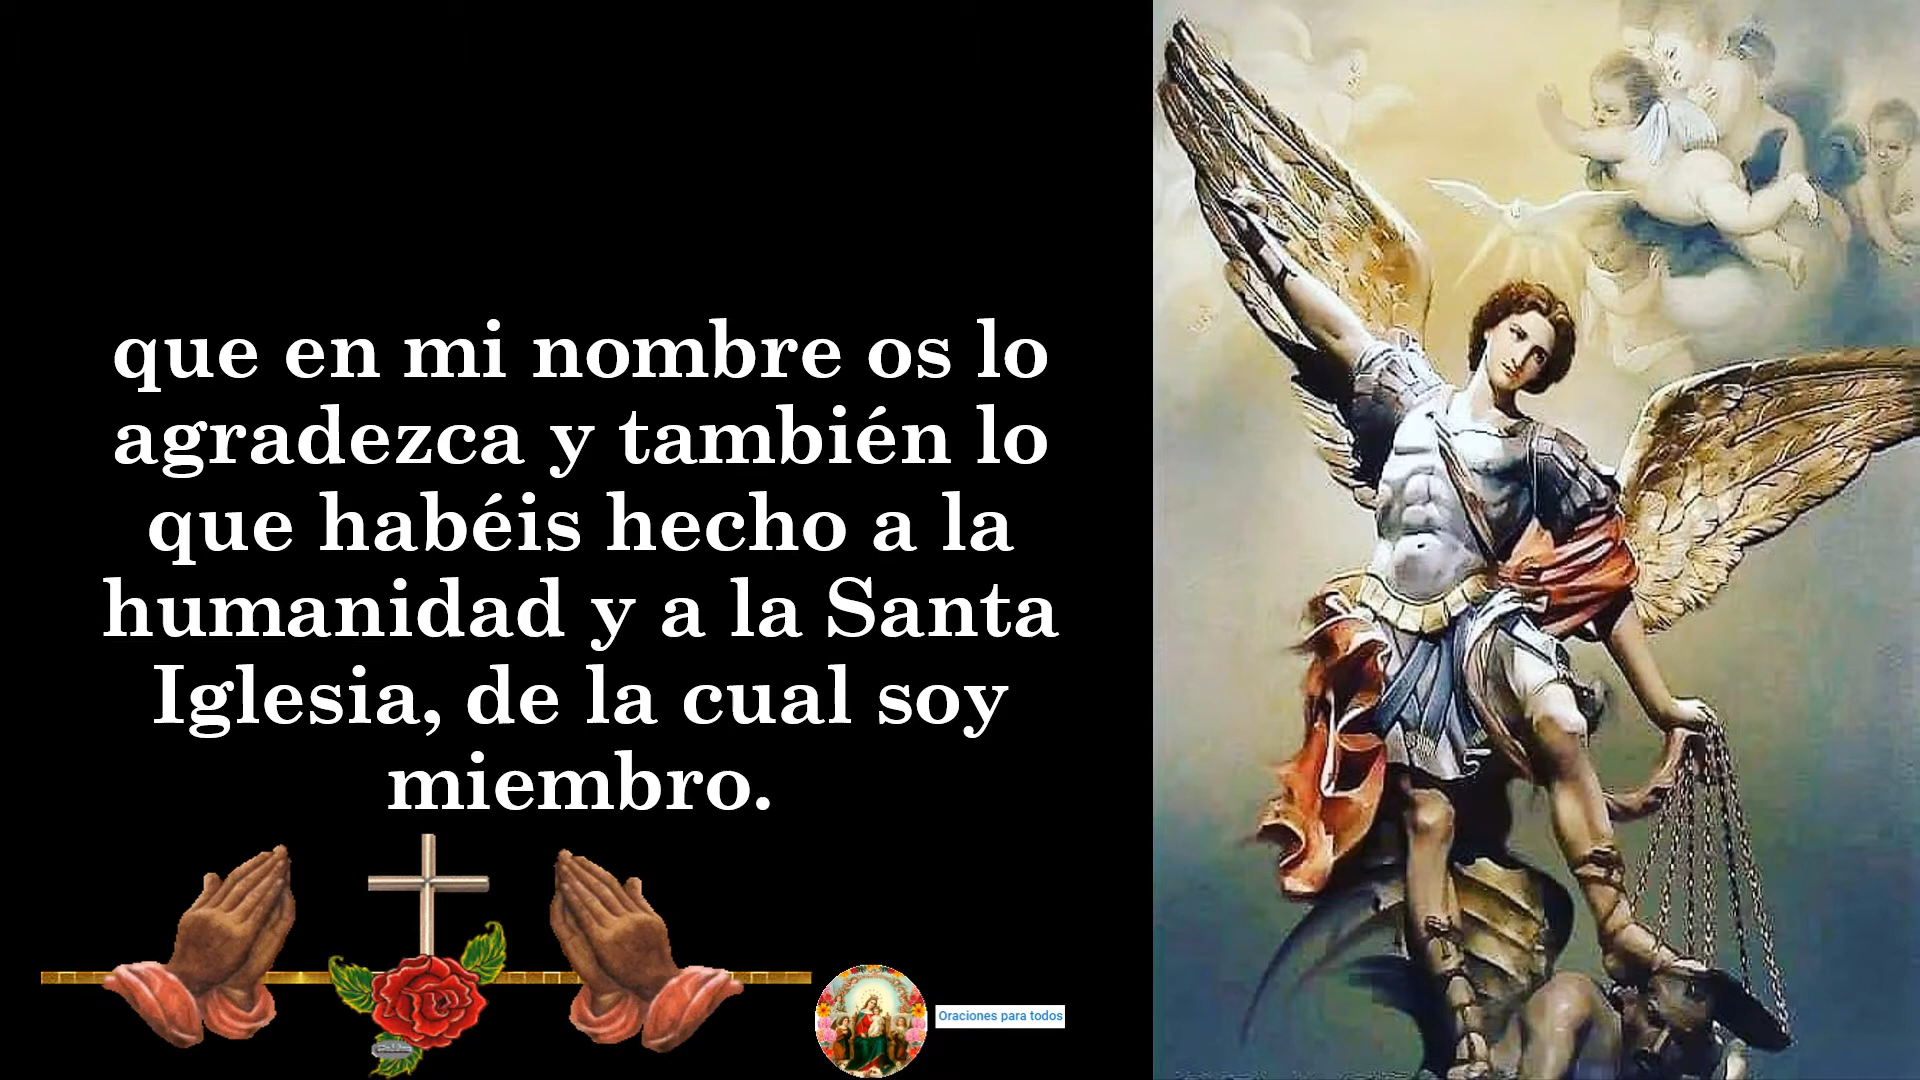 que en mi nombre os lo
agradezca y también lo
que habéis hecho a la
humanidad y a la Santa
Iglesia, de la cual soy
miembro.
Oraciones para todos